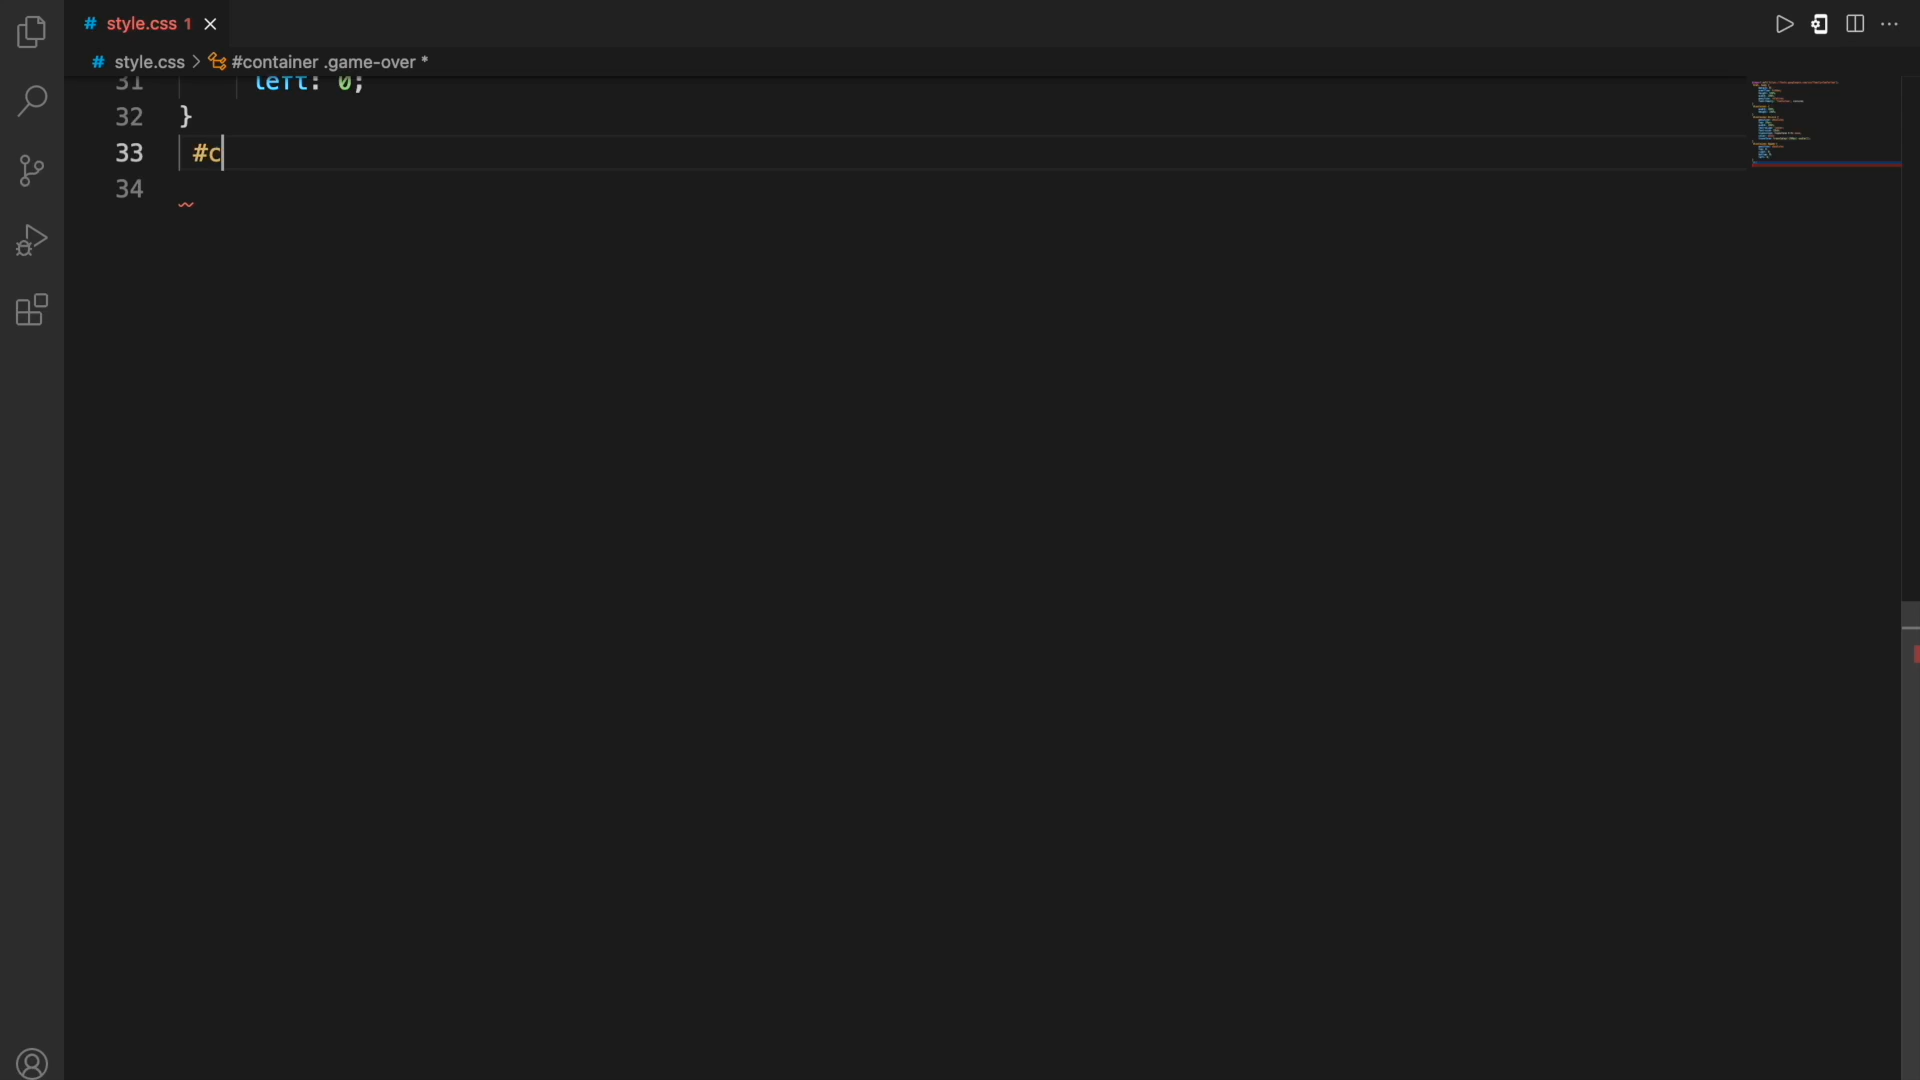 # style.css 1
# style.css > #container .game-over *
31 left: 0;
32 }
33 #c
34